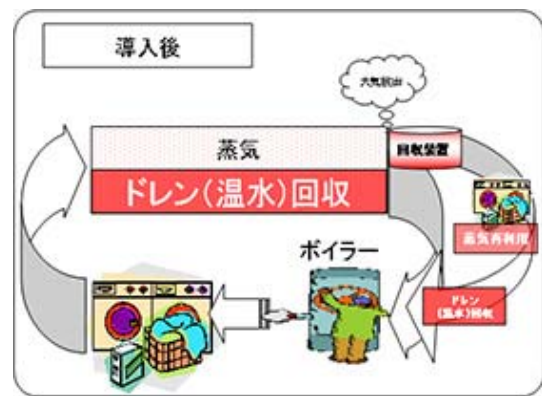 導入後
大気放出
蒸気
回収装置
ドレン(温水)回収
蒸気再利用
ボイラー
ドレン
(温水)回収